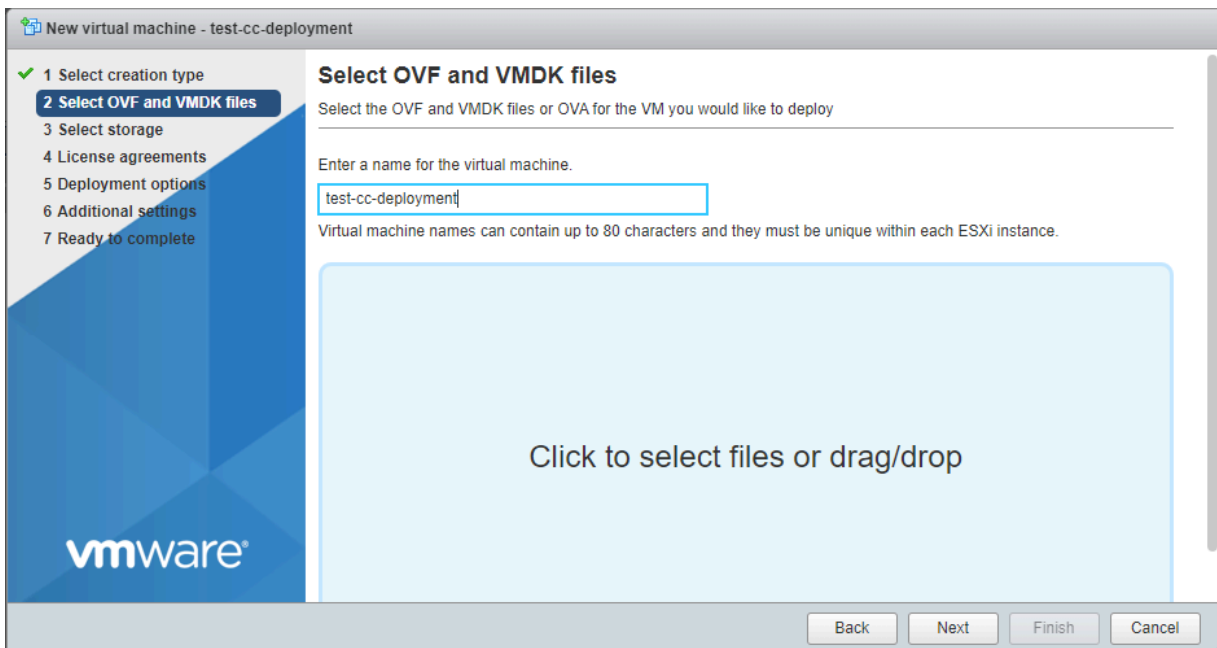 New virtual machine - test-cc-deployment
1 Select creation type
2 Select OVF and VMDK files
3 Select storage
4 License agreements
5 Deployment options
6 Additional settings
7 Ready to complete
vmware®
Select OVF and VMDK files
Select the OVF and VMDK files or OVA for the VM you would like to deploy
Enter a name for the virtual machine.
test-cc-deployment
Virtual machine names can contain up to 80 characters and they must be unique within each ESXi instance.
Click to select files or drag/drop
Back Next Finish Cancel